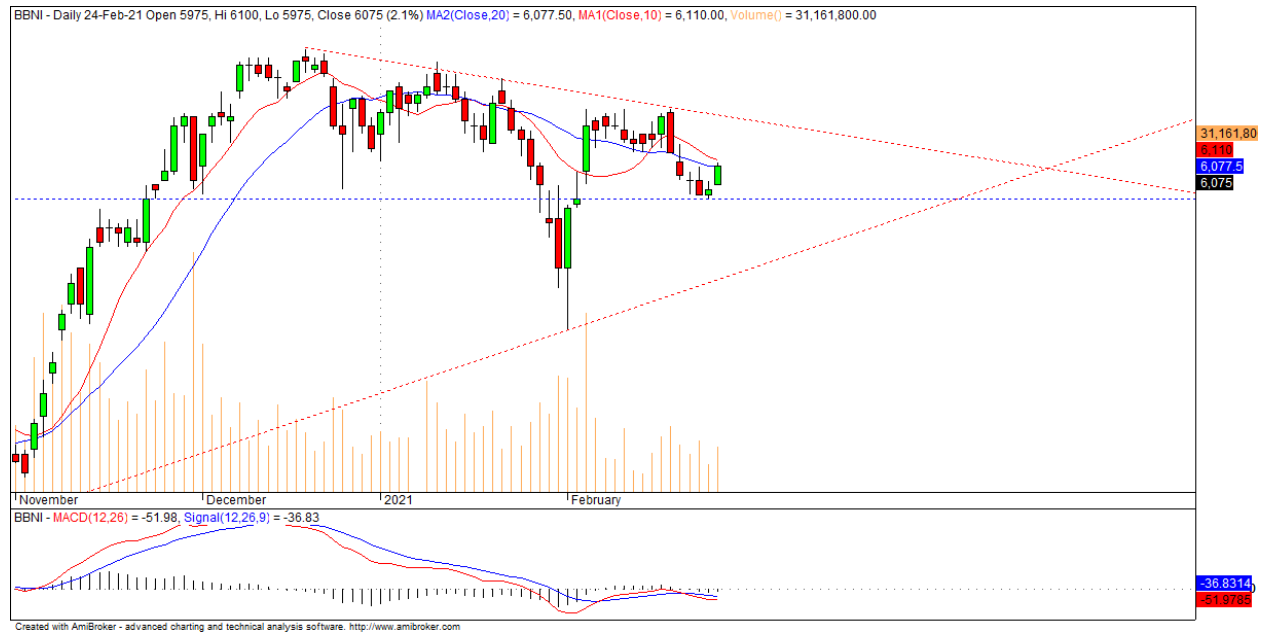 BBNI - Daily 24-Feb-21 Open 5975, Hi 6100, Lo 5975, Close 6075 (2.1%) MA2(Close,20) = 6,077.50, MA1(Close,10) = 6,110.00, Volume() = 31,161,800.00
31,161,80
6,110
6,077.5
6,075
November December 2021 February
BBNI - MACD(12,26) = -51.98, Signal(12,26,9) = -36.83
-36.8314
-51.9785
Created with AmiBroker - advanced charting and technical analysis software. http://www.amibroker.com